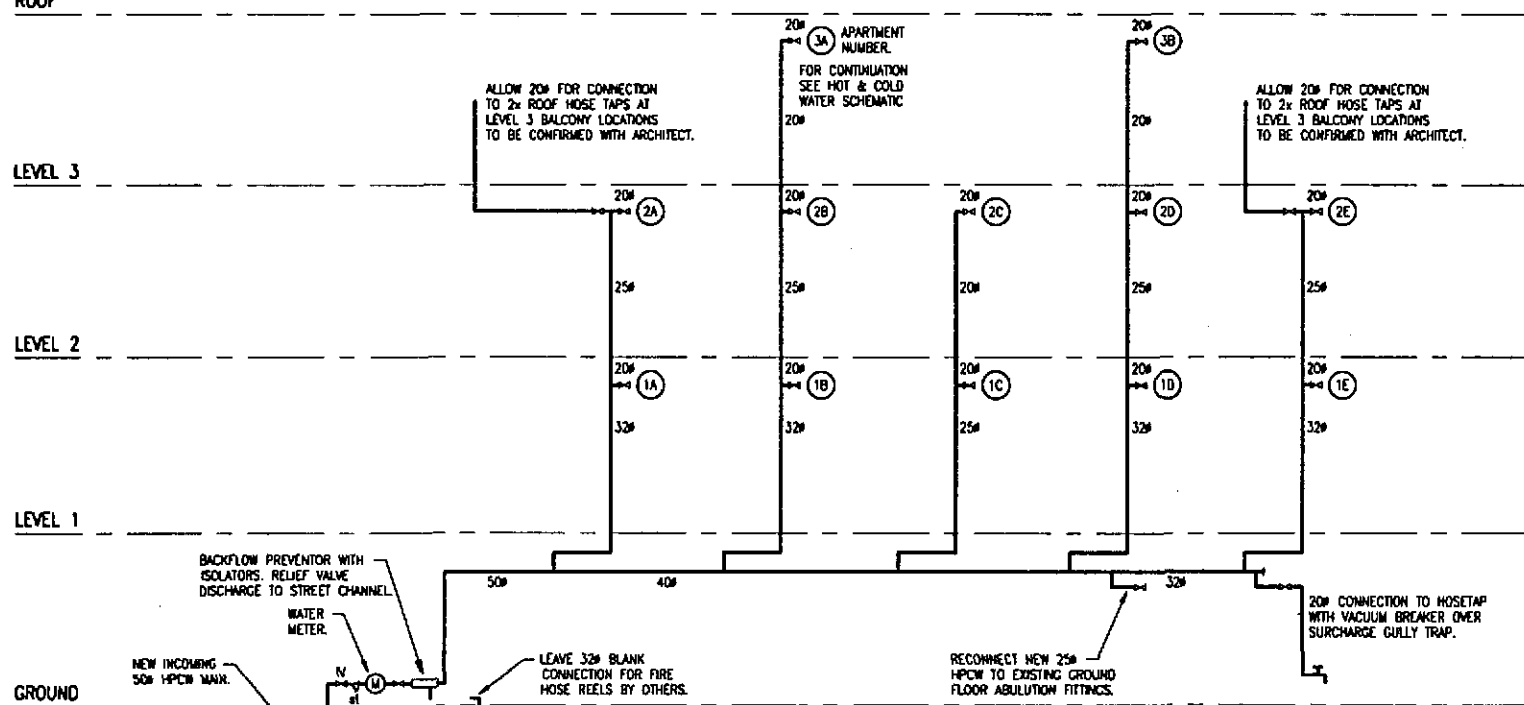 ROOF
20ø
3A
APARTMENT
NUMBER.
FOR CONTINUATION
SEE HOT & COLD
WATER SCHEMATIC
20ø
3B
ALLOW 20ø FOR CONNECTION
TO 2x ROOF HOSE TAPS AT
LEVEL 3 BALCONY LOCATIONS
TO BE CONFIRMED WITH ARCHITECT.
20ø
20ø
ALLOW 20ø FOR CONNECTION
TO 2x ROOF HOSE TAPS AT
LEVEL 3 BALCONY LOCATIONS
TO BE CONFIRMED WITH ARCHITECT.
LEVEL 3
20ø
2A
20ø
2B
20ø
2C
20ø
2D
20ø
2E
25ø
25ø
20ø
25ø
25ø
LEVEL 2
20ø
1A
20ø
1B
20ø
1C
20ø
1D
20ø
1E
32ø
32ø
25ø
32ø
32ø
LEVEL 1
BACKFLOW PREVENTOR WITH
ISOLATORS. RELIEF VALVE
DISCHARGE TO STREET CHANNEL
50ø
40ø
32ø
WATER
METER.
20ø CONNECTION TO HOSETAP
WITH VACUUM BREAKER OVER
SURCHARGE GULLY TRAP.
NEW INCOMING
50ø HPCW MAIN.
IV
M
st
LEAVE 32ø BLANK
CONNECTION FOR FIRE
HOSE REELS BY OTHERS.
RECONNECT NEW 25ø
HPCW TO EXISTING GROUND
FLOOR ABULUTION FITTINGS.
GROUND